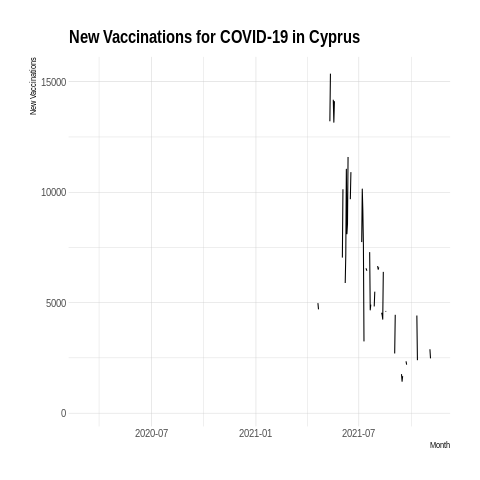 New Vaccinations for COVID-19 in Cyprus
New Vaccinations
15000
10000
5000
0
2020-07
2021-01
2021-07
Month